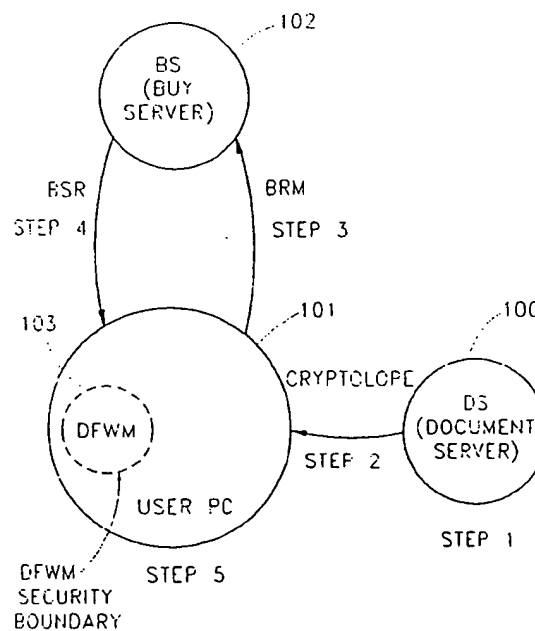 102
BS
(BUY
SERVER)
BSR
STEP 4
BRM
STEP 3
103
101
100
CRYPTOLOPE
DFWM
DS
(DOCUMENT
SERVER)
STEP 2
USER PC
STEP 1
STEP 5
DFWM
SECURITY
BOUNDARY